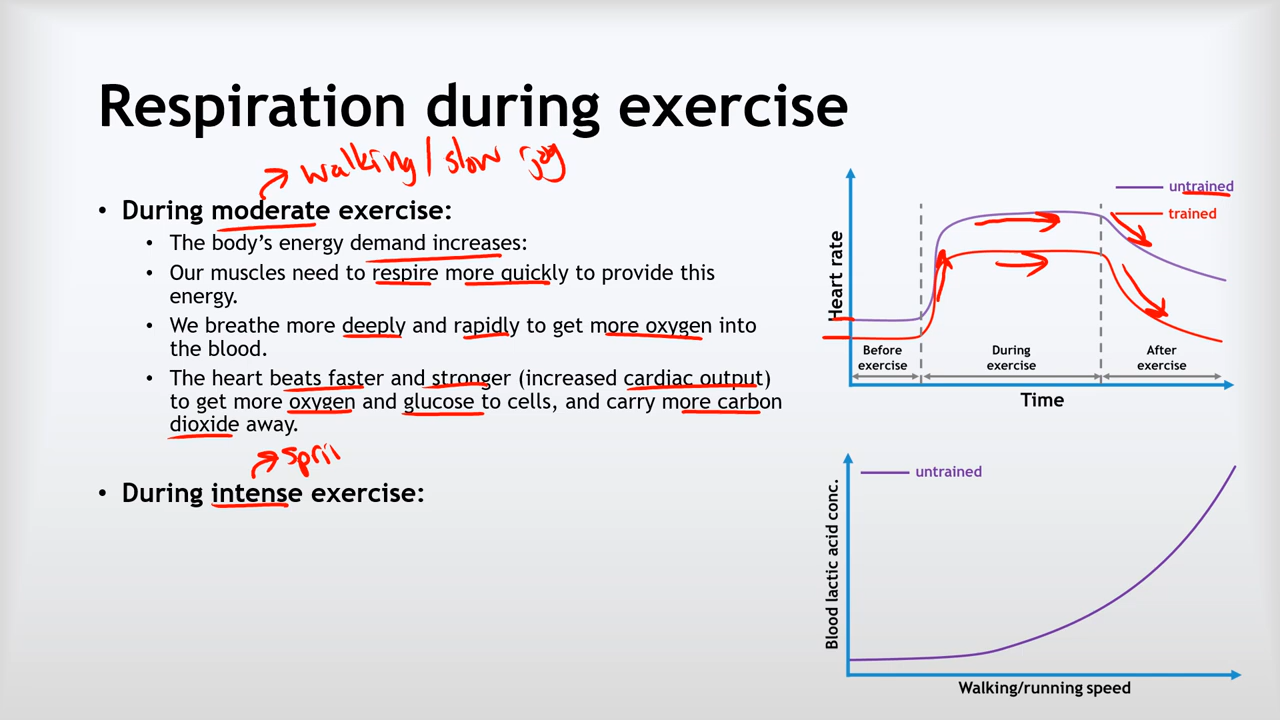 Respiration during exercise
walking / slow jog
• During moderate exercise:
• The body's energy demand increases:
• Our muscles need to respire more quickly to provide this
energy.
• We breathe more deeply and rapidly to get more oxygen into
the blood.
• The heart beats faster and stronger (increased cardiac output)
to get more oxygen and glucose to cells, and carry more carbon
dioxide away.
• During intense exercise:
untrained
trained
Heart rate
Before
exercise
During
exercise
After
exercise
Time
untrained
Blood lactic acid conc.
Walking/running speed